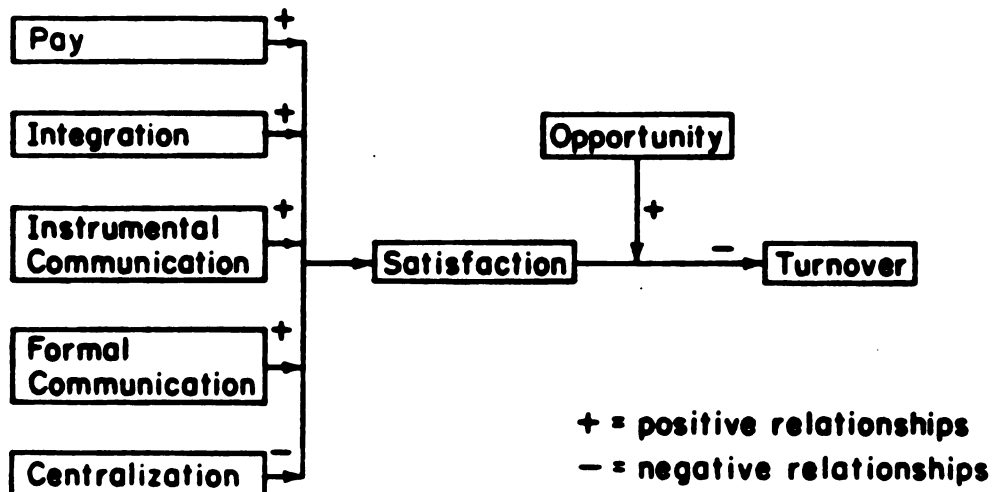 Pay
+
Integration
+
Instrumental
Communication
+
Formal
Communication
+
Centralization
−
Satisfaction
Opportunity
+
−
Turnover
+ = positive relationships
− = negative relationships